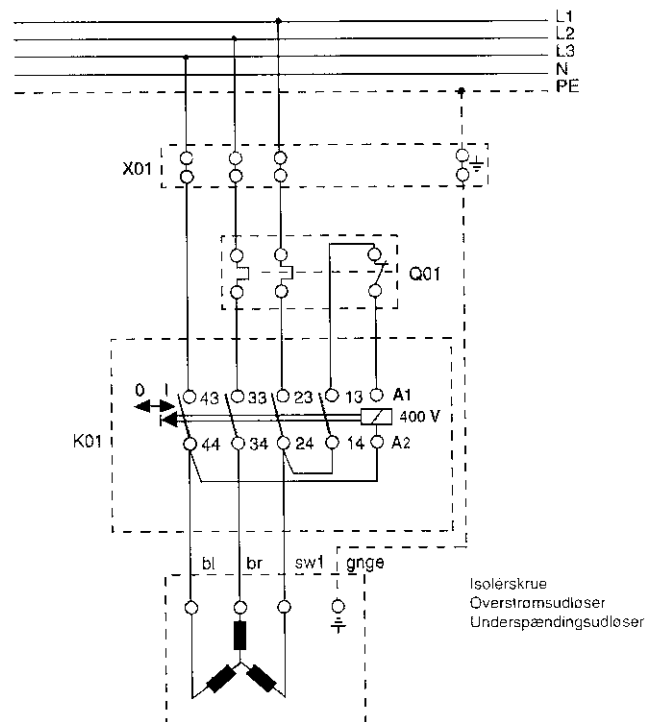 L1
L2
L3
N
PE
X01
Q01
0 I 43 33 23 13 A1
400 V
K01 44 34 24 14 A2
bl br sw1 gnge
Isolérskrue
Overstrømsudløser
Underspændingsudløser